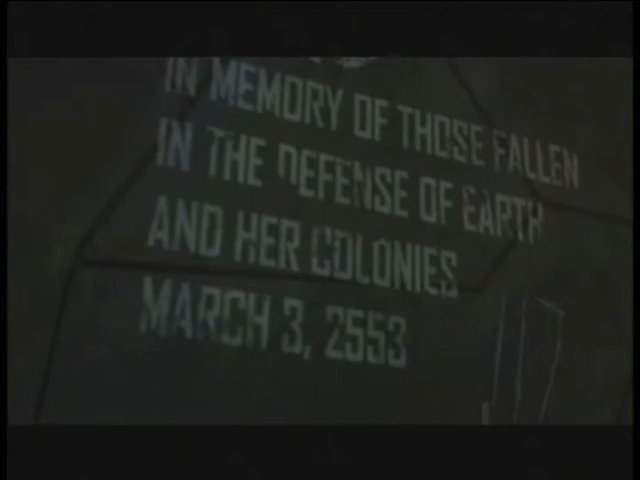 IN MEMORY OF THOSE FALLEN
IN THE DEFENSE OF EARTH
AND HER COLONIES
MARCH 3, 2553